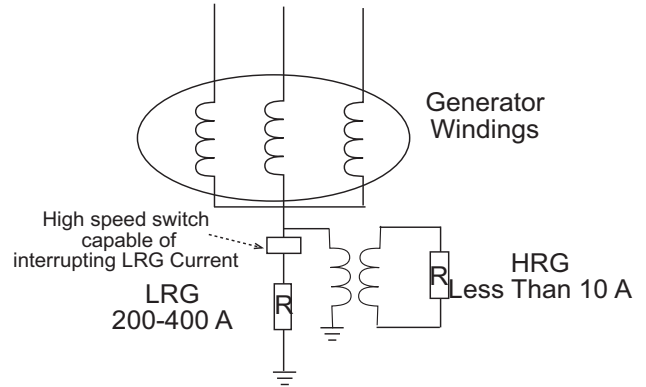 Generator
Windings
High speed switch
capable of
interrupting LRG Current
LRG
200-400 A
R
R
HRG
Less Than 10 A